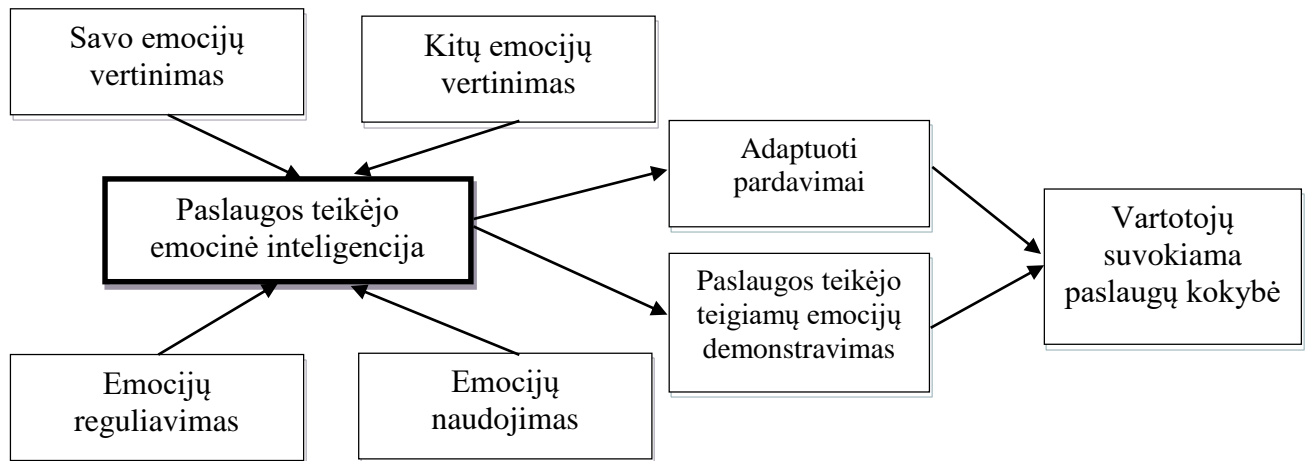 Savo emocijų
vertinimas
Kitų emocijų
vertinimas
Adaptuoti
pardavimai
Paslaugos teikėjo
emocinė inteligencija
Vartotojų
suvokiama
paslaugų kokybė
Paslaugos teikėjo
teigiamų emocijų
demonstravimas
Emocijų
reguliavimas
Emocijų
naudojimas